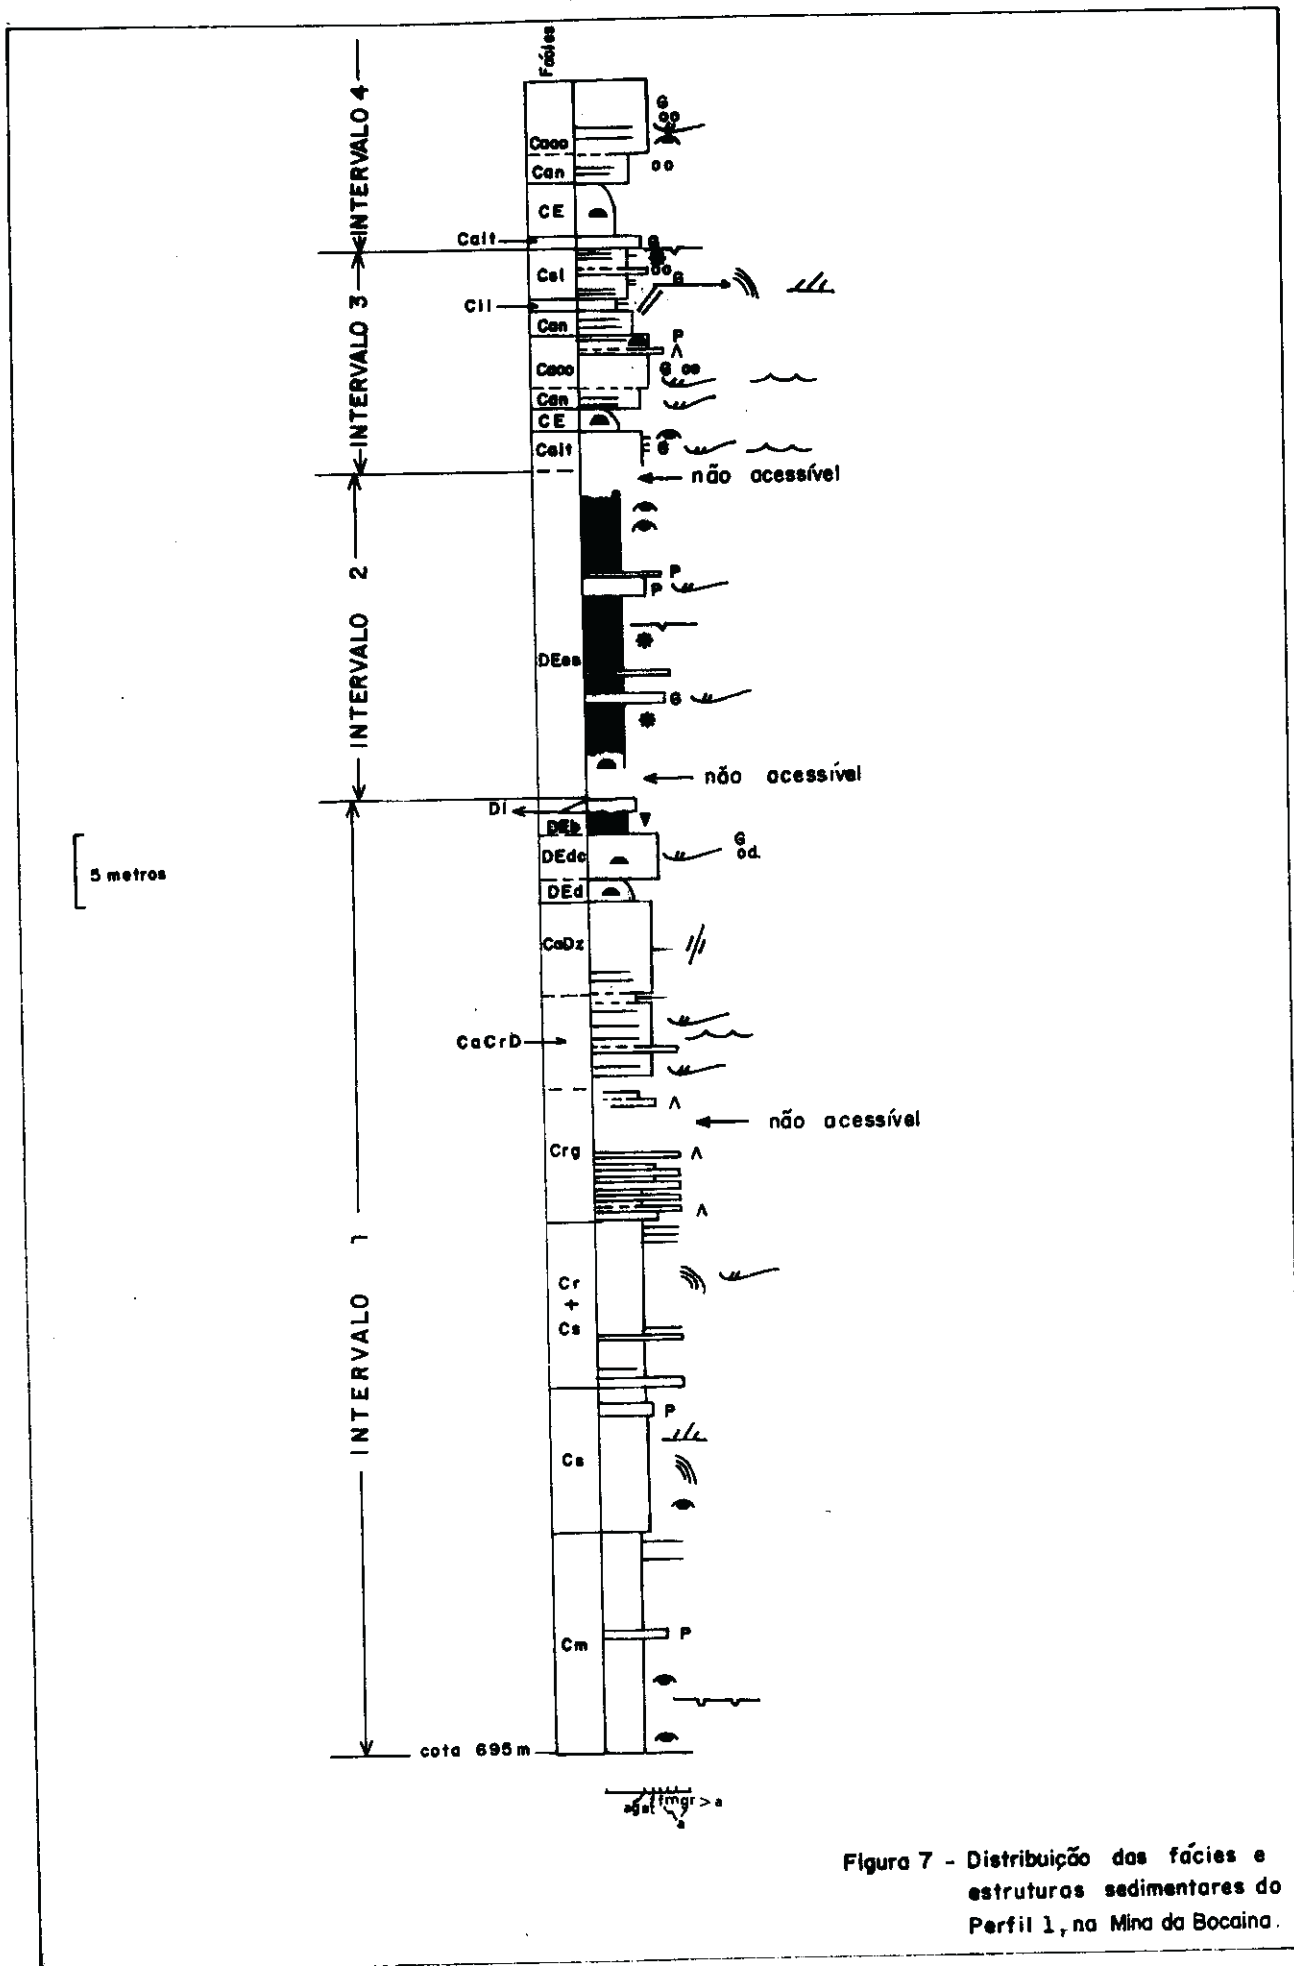 Fácies
INTERVALO 4
G
oo
Caoo
Can
oo
CE
Calt
G
INTERVALO 3
Csl
oo
G
Cll
Can
P
Λ
Caoo
G oo
Can
CE
Calt
G
não acessível
INTERVALO 2
P
P
DEes
G
não acessível
DI
DEb
5 metros
DEdc
G
od.
DEd
CaDz
CaCrD
Λ
não acessível
Crg
Λ
Λ
INTERVALO 1
Cr
+
Cs
P
Cs
Cm
P
cota 695m
Figura 7 - Distribuição das fácies e
estruturas sedimentares do
Perfil 1, na Mina da Bocaina.